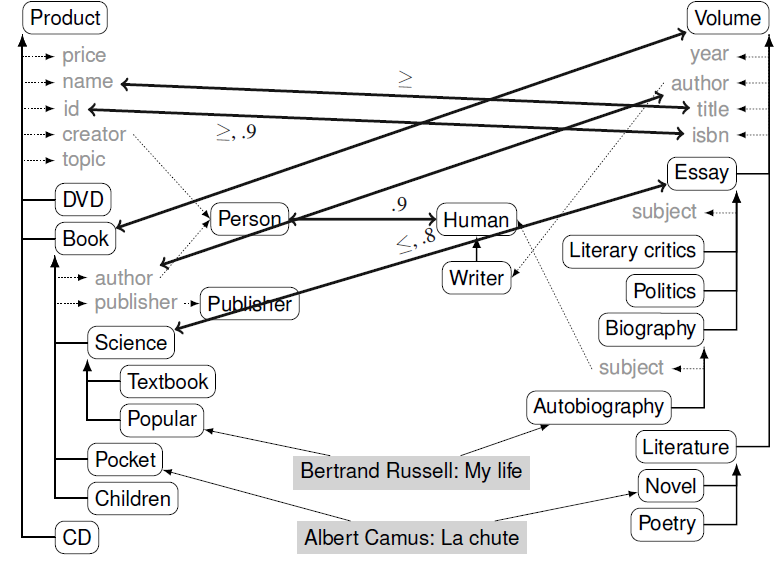 Product
Volume
price
year
name
≥
author
id
title
≥, .9
creator
isbn
topic
Essay
DVD
subject
Person
.9
Human
Book
≤, .8
Literary critics
author
Writer
publisher
Publisher
Politics
Science
Biography
subject
Textbook
Popular
Autobiography
Literature
Pocket
Bertrand Russell: My life
Novel
Children
Poetry
CD
Albert Camus: La chute